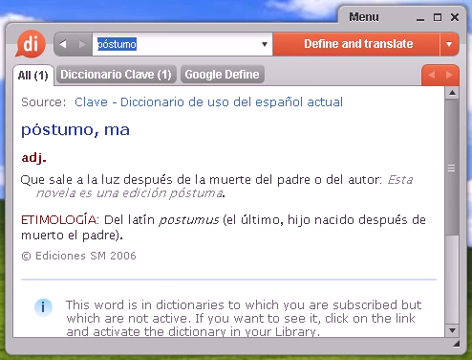 Menu
di
póstumo
Define and translate
All (1)
Diccionario Clave (1)
Google Define
Source: Clave - Diccionario de uso del español actual
póstumo, ma
adj.
Que sale a la luz después de la muerte del padre o del autor: Esta
novela es una edición póstuma.
ETIMOLOGÍA: Del latín postumus (el último, hijo nacido después de
muerto el padre).
© Ediciones SM 2006
i
This word is in dictionaries to which you are subscribed but
which are not active. If you want to see it, click on the link
and activate the dictionary in your Library.